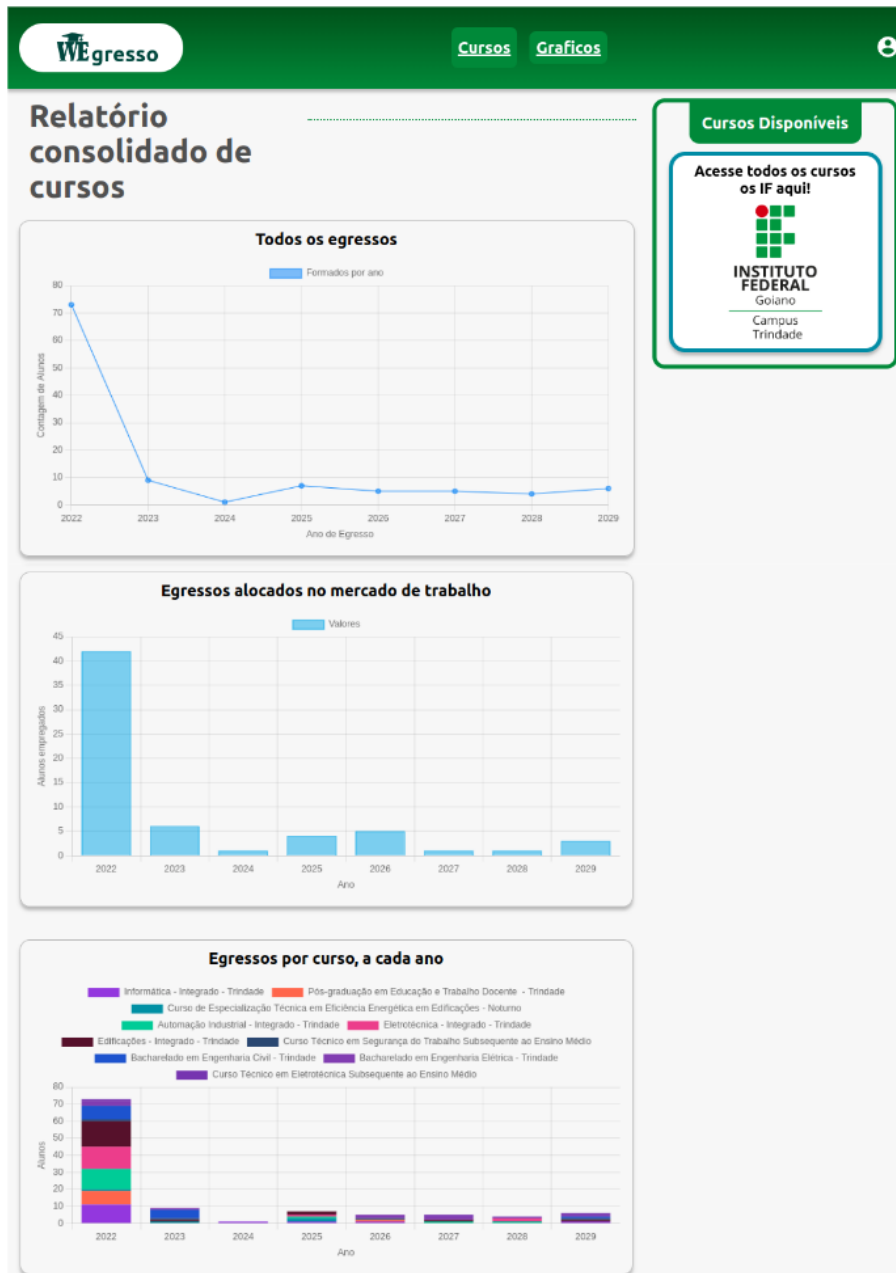 WEgresso
Cursos Graficos
Relatório
consolidado de
cursos
Cursos Disponíveis
Acesse todos os cursos
os IF aqui!
INSTITUTO
FEDERAL
Goiano
Campus
Trindade
Todos os egressos
Formados por ano
80
70
60
50
40
30
20
10
0
Contagem de Alunos
2022 2023 2024 2025 2026 2027 2028 2029
Ano de Egresso
Egressos alocados no mercado de trabalho
Valores
45
40
35
30
25
20
15
10
5
0
Alunos empregados
2022 2023 2024 2025 2026 2027 2028 2029
Ano
Egressos por curso, a cada ano
Informática - Integrado - Trindade Pós-graduação em Educação e Trabalho Docente - Trindade
Curso de Especialização Técnica em Eficiência Energética em Edificações - Noturno
Automação Industrial - Integrado - Trindade Eletrotécnica - Integrado - Trindade
Edificações - Integrado - Trindade Curso Técnico em Segurança do Trabalho Subsequente ao Ensino Médio
Bacharelado em Engenharia Civil - Trindade Bacharelado em Engenharia Elétrica - Trindade
Curso Técnico em Eletrotécnica Subsequente ao Ensino Médio
80
70
60
50
40
30
20
10
0
Alunos
2022 2023 2024 2025 2026 2027 2028 2029
Ano